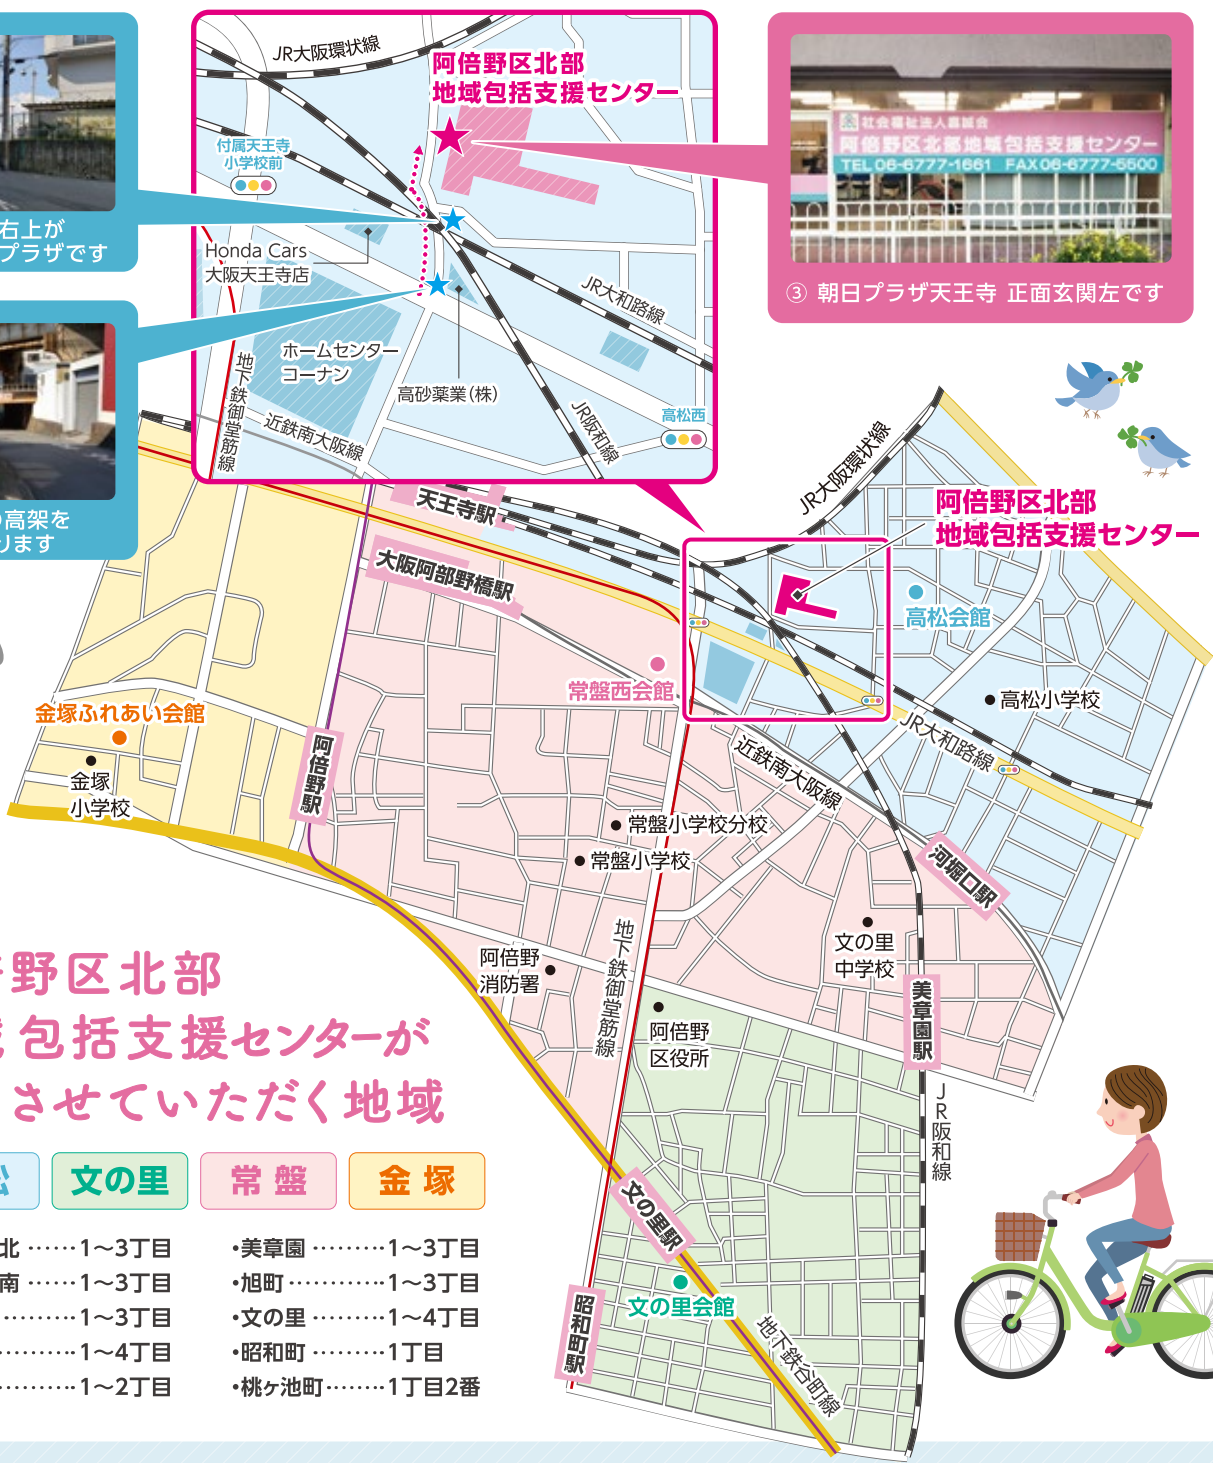 右上が
プラザです
の高架を
ります
JR大阪環状線
阿倍野区北部
地域包括支援センター
付属天王寺
小学校前
Honda Cars
大阪天王寺店
JR大和路線
ホームセンター
コーナン
高砂薬業(株)
地下鉄御堂筋線
近鉄南大阪線
JR阪和線
高松西
社会福祉法人喜誠会
阿倍野区北部地域包括支援センター
TEL 06-6777-1661 FAX 06-6777-5500
③ 朝日プラザ天王寺 正面玄関左です
JR大阪環状線
阿倍野区北部
地域包括支援センター
天王寺駅
大阪阿部野橋駅
高松会館
常盤西会館
高松小学校
JR大和路線
金塚ふれあい会館
金塚
小学校
阿倍野駅
近鉄南大阪線
常盤小学校分校
常盤小学校
河堀口駅
文の里
中学校
阿倍野
消防署
地下鉄御堂筋線
美章園駅
阿倍野
区役所
JR阪和線
文の里駅
文の里会館
昭和町駅
地下鉄谷町線
野区北部
包括支援センターが
させていただく地域
松
文の里
常盤
金塚
北 ……1〜3丁目
南 ……1〜3丁目
………1〜3丁目
………1〜4丁目
………1〜2丁目
・美章園 ………1〜3丁目
・旭町 …………1〜3丁目
・文の里 ………1〜4丁目
・昭和町 ………1丁目
・桃ヶ池町………1丁目2番